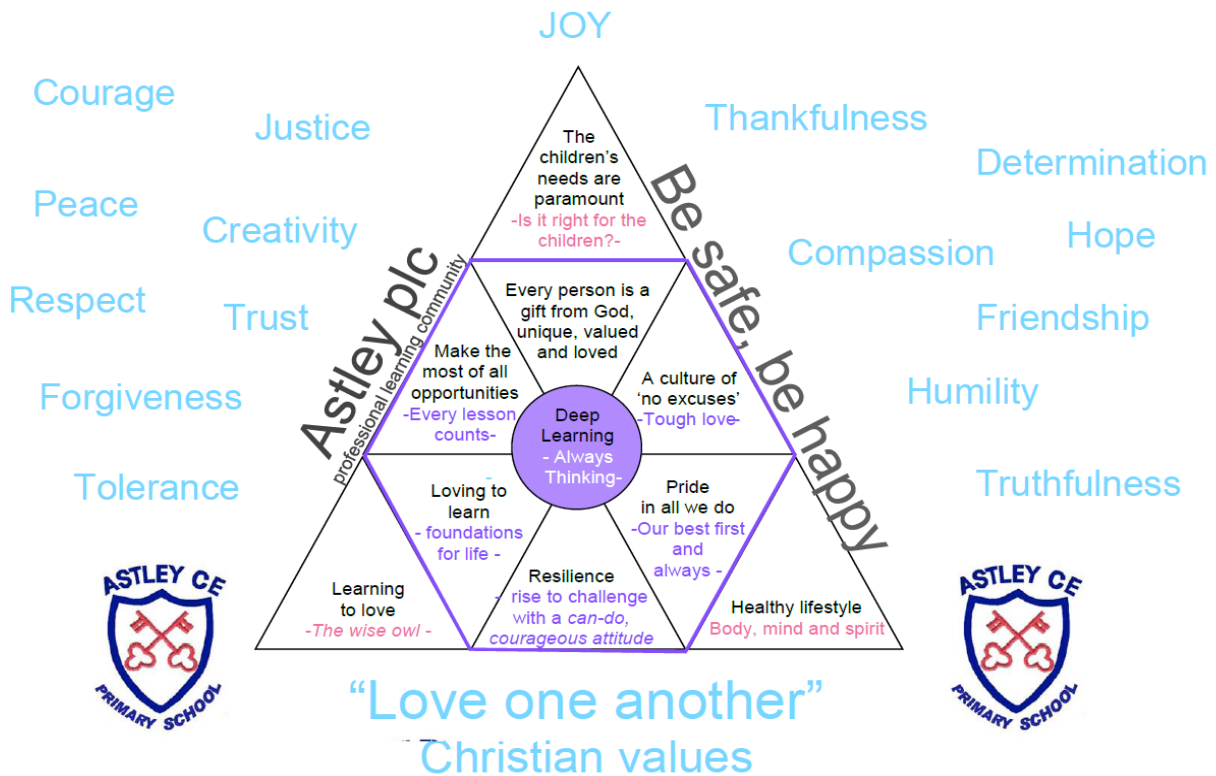 JOY
Courage
Justice
Thankfulness
Determination
Peace
Creativity
Compassion
Hope
Respect
Trust
Friendship
Forgiveness
Humility
Tolerance
Truthfulness
Astley plc
professional learning community
Be safe, be happy
The
children's
needs are
paramount
-Is it right for the
children?-
Every person is a
gift from God,
unique, valued
and loved
Make the
most of all
opportunities
-Every lesson
counts-
A culture of
‘no excuses’
-Tough love-
Deep
Learning
- Always
Thinking-
Loving to
learn
- foundations
for life -
Pride
in all we do
-Our best first
and
always -
Learning
to love
-The wise owl -
Resilience
- rise to challenge
with a can-do,
courageous attitude
Healthy lifestyle
Body, mind and spirit
ASTLEY CE
PRIMARY SCHOOL
ASTLEY CE
PRIMARY SCHOOL
“Love one another”
Christian values